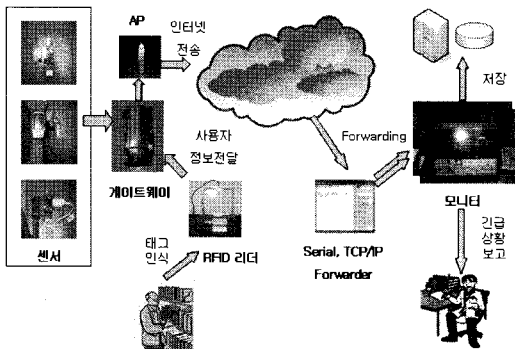 AP
인터넷
전송
저장
사용자
정보전달
Forwarding
게이트웨이
모니터
센서
태그
인식
RFID 리더
Serial, TCP/IP
Forwarder
긴급
상황
보고